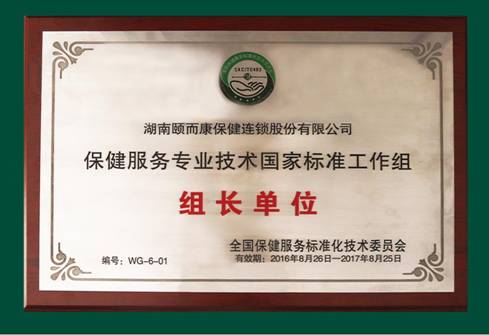 SAC/TC483
湖南颐而康保健连锁股份有限公司
保健服务专业技术国家标准工作组
组长单位
全国保健服务标准化技术委员会
编号：WG-6-01
有效期：2016年8月26日—2017年8月25日